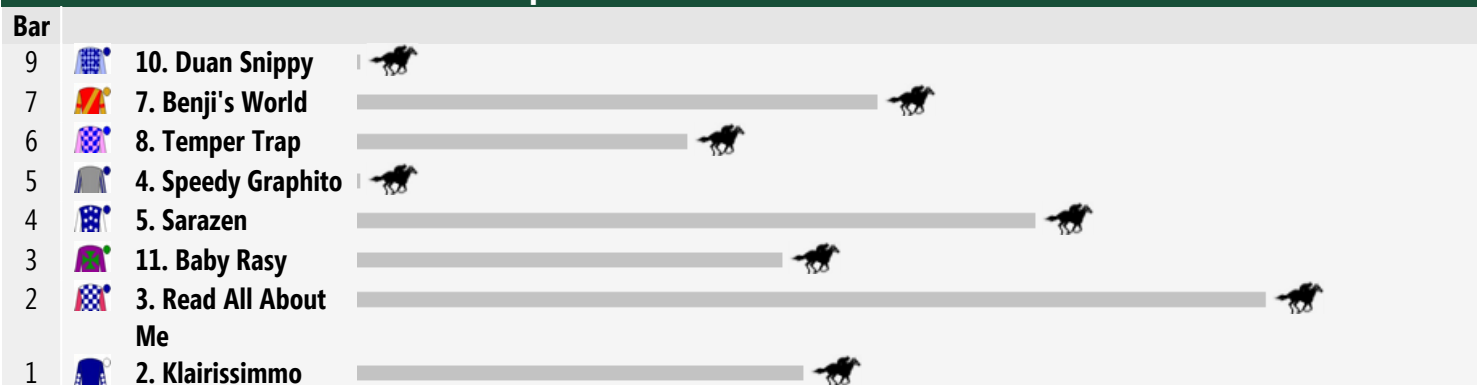 Bar
9 10. Duan Snippy
7 7. Benji's World
6 8. Temper Trap
5 4. Speedy Graphito
4 5. Sarazen
3 11. Baby Rasy
2 3. Read All About
Me
1 2. Klairissimmo